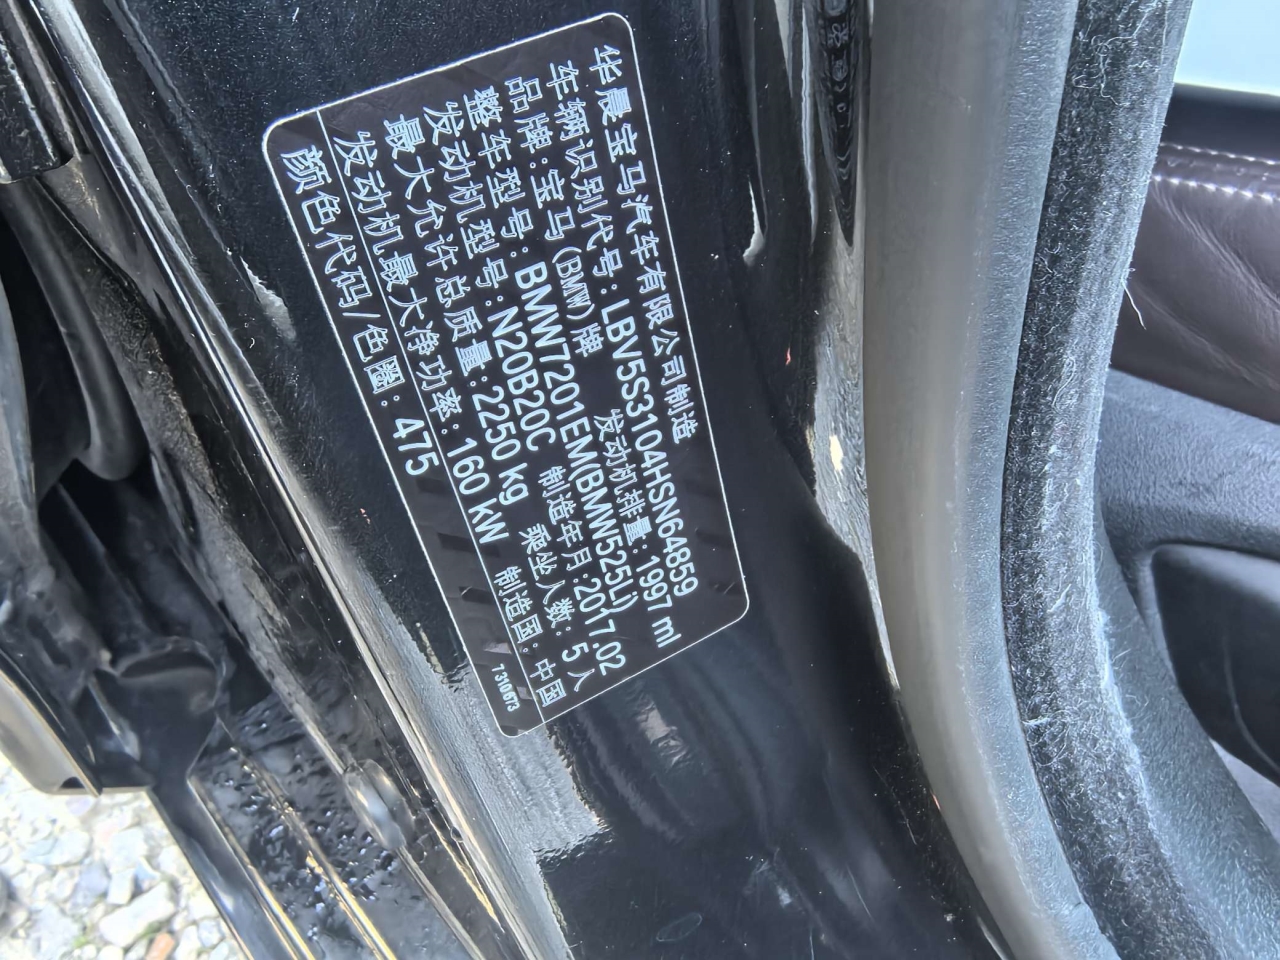 华晨宝马汽车有限公司制造
车辆识别代号:LBV5S3104HSN64859
品牌:宝马(BMW)牌 发动机排量:1997 ml
整车型号:BMW7201EM(BMW525Li)
发动机型号:N20B20C 制造年月:2017.02
最大允许总质量:2250 kg 乘坐人数:5人
发动机最大净功率:160 kW 制造国:中国
颜色代码/色圈:475 7310673